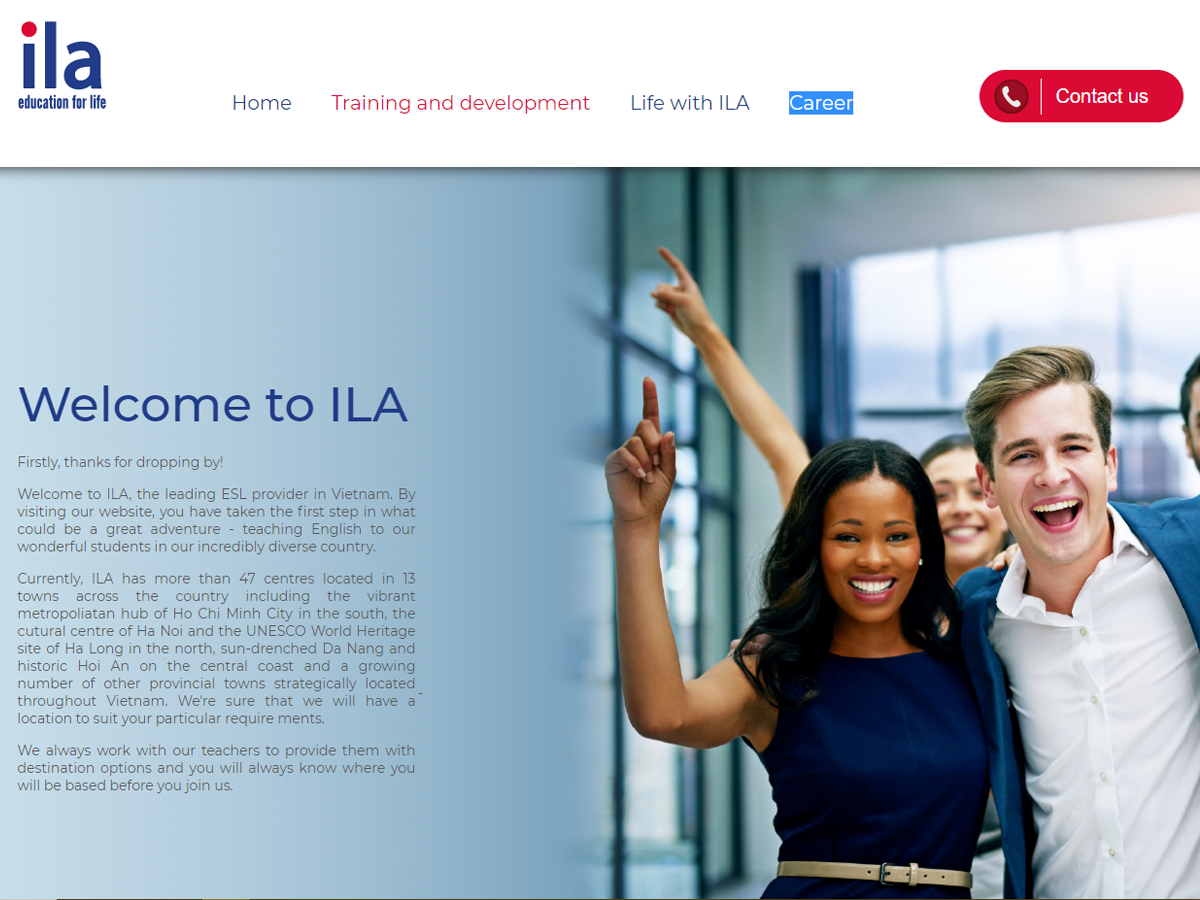 ila
education for life
Home
Training and development
Life with ILA
Career
Contact us
Welcome to ILA
Firstly, thanks for dropping by!
Welcome to ILA, the leading ESL provider in Vietnam. By
visiting our website, you have taken the first step in what
could be a great adventure - teaching English to our
wonderful students in our incredibly diverse country.
Currently, ILA has more than 47 centres located in 13
towns across the country including the vibrant
metropoliatan hub of Ho Chi Minh City in the south, the
cutural centre of Ha Noi and the UNESCO World Heritage
site of Ha Long in the north, sun-drenched Da Nang and
historic Hoi An on the central coast and a growing
number of other provincial towns strategically located
throughout Vietnam. We're sure that we will have a
location to suit your particular require ments.
We always work with our teachers to provide them with
destination options and you will always know where you
will be based before you join us.